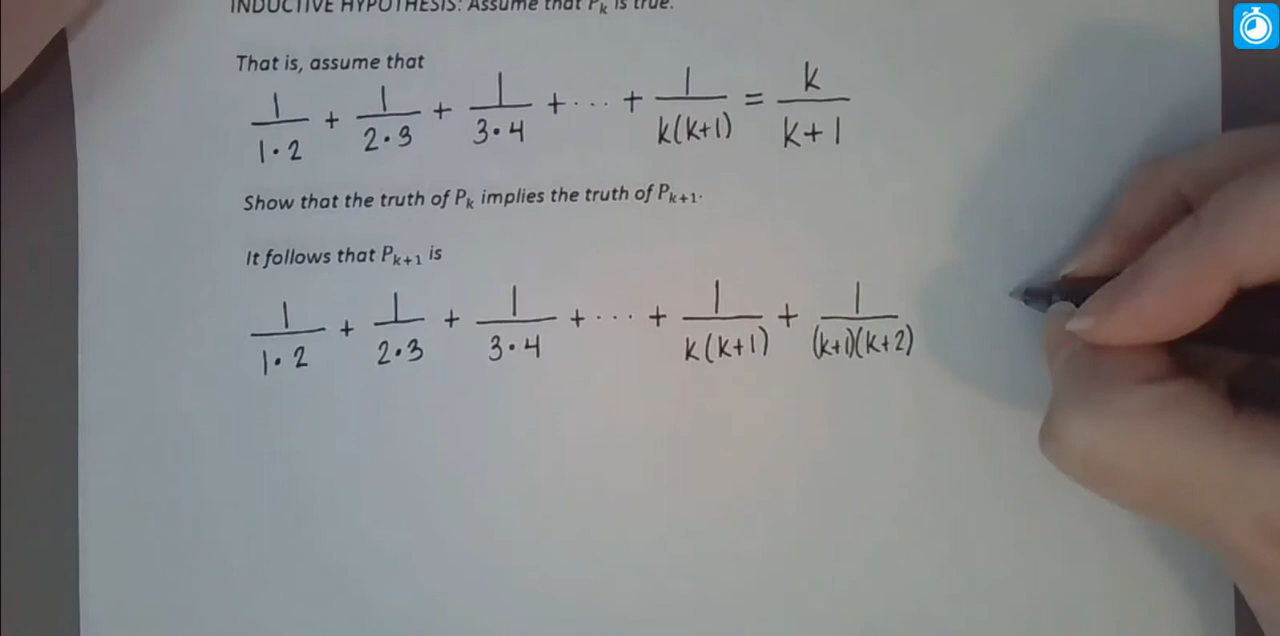 INDUCTIVE HYPOTHESIS: Assume that Pₖ is true.
That is, assume that
1/(1·2) + 1/(2·3) + 1/(3·4) + ··· + 1/(k(k+1)) = k/(k+1)
Show that the truth of Pₖ implies the truth of Pₖ₊₁.
It follows that Pₖ₊₁ is
1/(1·2) + 1/(2·3) + 1/(3·4) + ··· + 1/(k(k+1)) + 1/((k+1)(k+2))